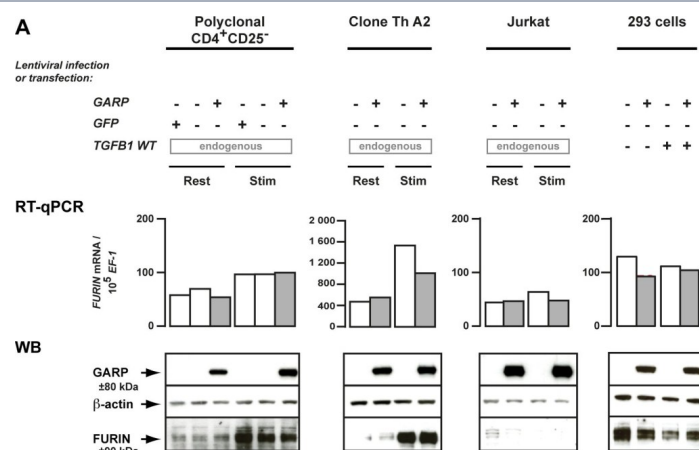 A
Polyclonal
CD4+CD25-
Clone Th A2
Jurkat
293 cells
Lentiviral infection
or transfection:
GARP - - + - - + - + - + - + - + - + - +
GFP + - - + - - - - - - - - - - - - - -
TGFB1 WT endogenous endogenous endogenous - - + +
Rest Stim Rest Stim Rest Stim
RT-qPCR
FURIN mRNA /
10^5 EF-1
200
100
0
2 000
1 600
1 200
800
400
0
200
100
0
200
100
0
WB
GARP
±80 kDa
β-actin
FURIN